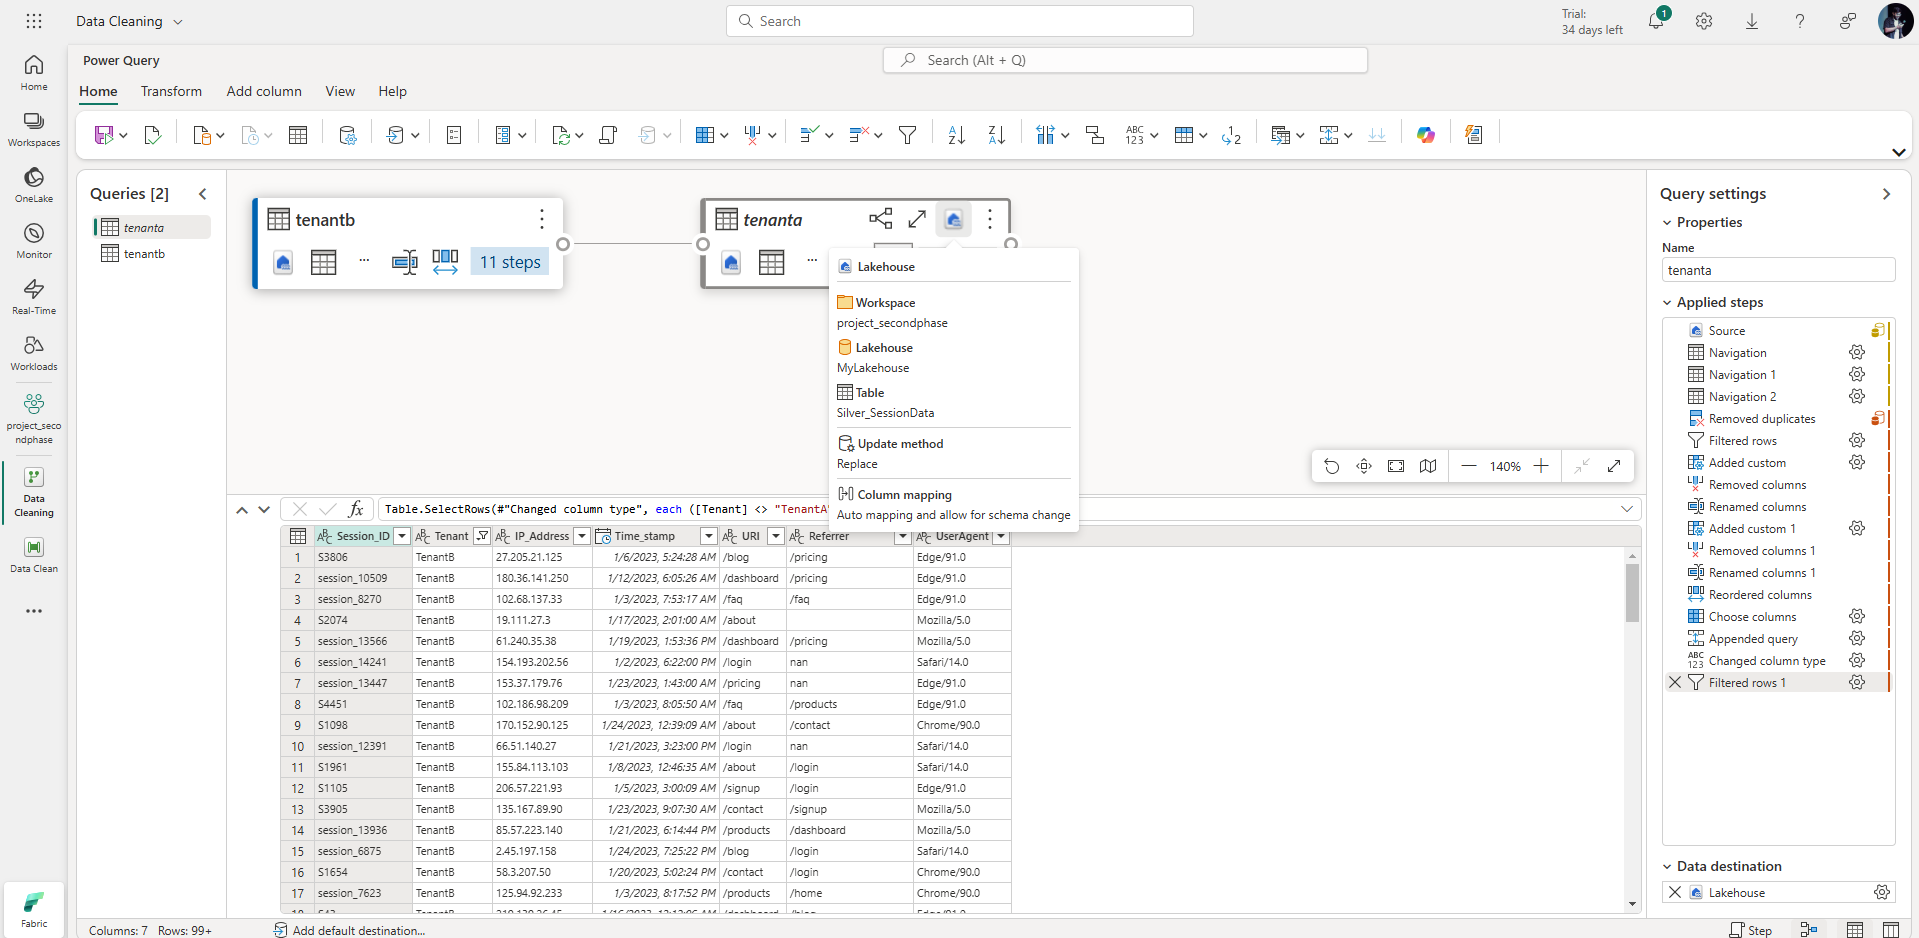 Data Cleaning
Search
Trial:
34 days left
1
Home
Workspaces
OneLake
Monitor
Real-Time
Workloads
project_seco
ndphase
Data
Cleaning
Data Clean
Fabric
Power Query
Search (Alt + Q)
Home Transform Add column View Help
ABC
123
Queries [2]
tenanta
tenantb
tenantb
11 steps
tenanta
Lakehouse
Workspace
project_secondphase
Lakehouse
MyLakehouse
Table
Silver_SessionData
Update method
Replace
Column mapping
Auto mapping and allow for schema change
140%
fx Table.SelectRows(#"Changed column type", each ([Tenant] <> "TenantA"
Session_ID Tenant IP_Address Time_stamp URI Referrer UserAgent
1 S3806 TenantB 27.205.21.125 1/6/2023, 5:24:28 AM /blog /pricing Edge/91.0
2 session_10509 TenantB 180.36.141.250 1/12/2023, 6:05:26 AM /dashboard /pricing Edge/91.0
3 session_8270 TenantB 102.68.137.33 1/3/2023, 7:53:17 AM /faq /faq Edge/91.0
4 S2074 TenantB 19.111.27.3 1/17/2023, 2:01:00 AM /about Mozilla/5.0
5 session_13566 TenantB 61.240.35.38 1/19/2023, 1:53:36 PM /dashboard /pricing Mozilla/5.0
6 session_14241 TenantB 154.193.202.56 1/2/2023, 6:22:00 PM /login nan Safari/14.0
7 session_13447 TenantB 153.37.179.76 1/23/2023, 1:43:00 AM /pricing nan Edge/91.0
8 S4451 TenantB 102.186.98.209 1/3/2023, 8:05:50 AM /faq /products Edge/91.0
9 S1098 TenantB 170.152.90.125 1/24/2023, 12:39:09 AM /about /contact Chrome/90.0
10 session_12391 TenantB 66.51.140.27 1/21/2023, 3:23:00 PM /login nan Safari/14.0
11 S1961 TenantB 155.84.113.103 1/8/2023, 12:46:35 AM /about /login Safari/14.0
12 S1105 TenantB 206.57.221.93 1/5/2023, 3:00:09 AM /signup /login Edge/91.0
13 S3905 TenantB 135.167.89.90 1/23/2023, 9:07:30 AM /contact /signup Mozilla/5.0
14 session_13936 TenantB 85.57.223.140 1/21/2023, 6:14:44 PM /products /dashboard Mozilla/5.0
15 session_6875 TenantB 2.45.197.158 1/24/2023, 7:25:22 PM /blog /login Safari/14.0
16 S1654 TenantB 58.3.207.50 1/20/2023, 5:02:24 PM /contact /login Chrome/90.0
17 session_7623 TenantB 125.94.92.233 1/3/2023, 8:17:52 PM /products /home Chrome/90.0
Query settings
Properties
Name
tenanta
Applied steps
Source
Navigation
Navigation 1
Navigation 2
Removed duplicates
Filtered rows
Added custom
Removed columns
Renamed columns
Added custom 1
Removed columns 1
Renamed columns 1
Reordered columns
Choose columns
Appended query
ABC
123
Changed column type
Filtered rows 1
Data destination
Lakehouse
Columns: 7 Rows: 99+
Add default destination...
Step